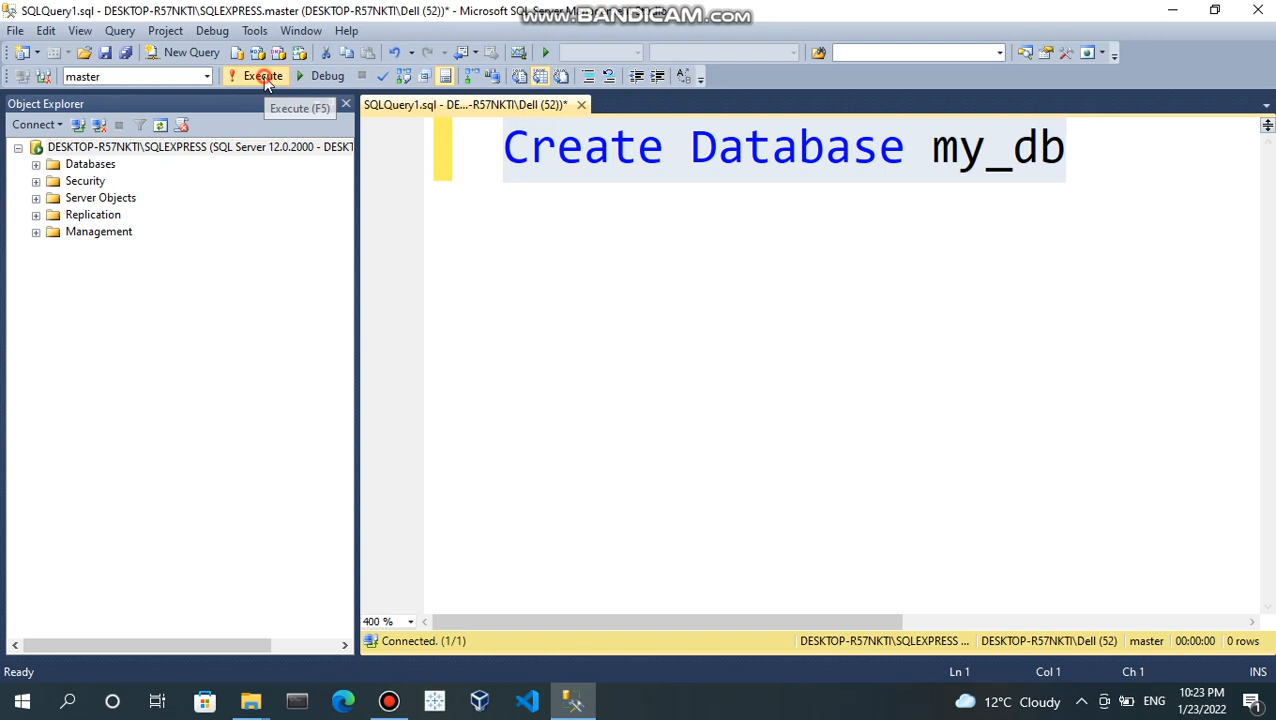 SQLQuery1.sql - DESKTOP-R57NKTI\SQLEXPRESS.master (DESKTOP-R57NKTI\Dell (52))* - Microsoft SQL Server
www.BANDICAM.com
File Edit View Query Project Debug Tools Window Help
New Query
master Execute Debug
Execute (F5)
Object Explorer
SQLQuery1.sql - DE...-R57NKTI\Dell (52))*
Connect
DESKTOP-R57NKTI\SQLEXPRESS (SQL Server 12.0.2000 - DESKT
Databases
Security
Server Objects
Replication
Management
Create Database my_db
400 %
Connected. (1/1) DESKTOP-R57NKTI\SQLEXPRESS ... DESKTOP-R57NKTI\Dell (52) master 00:00:00 0 rows
Ready Ln 1 Col 1 Ch 1 INS
12°C Cloudy ENG 10:23 PM
1/23/2022
1